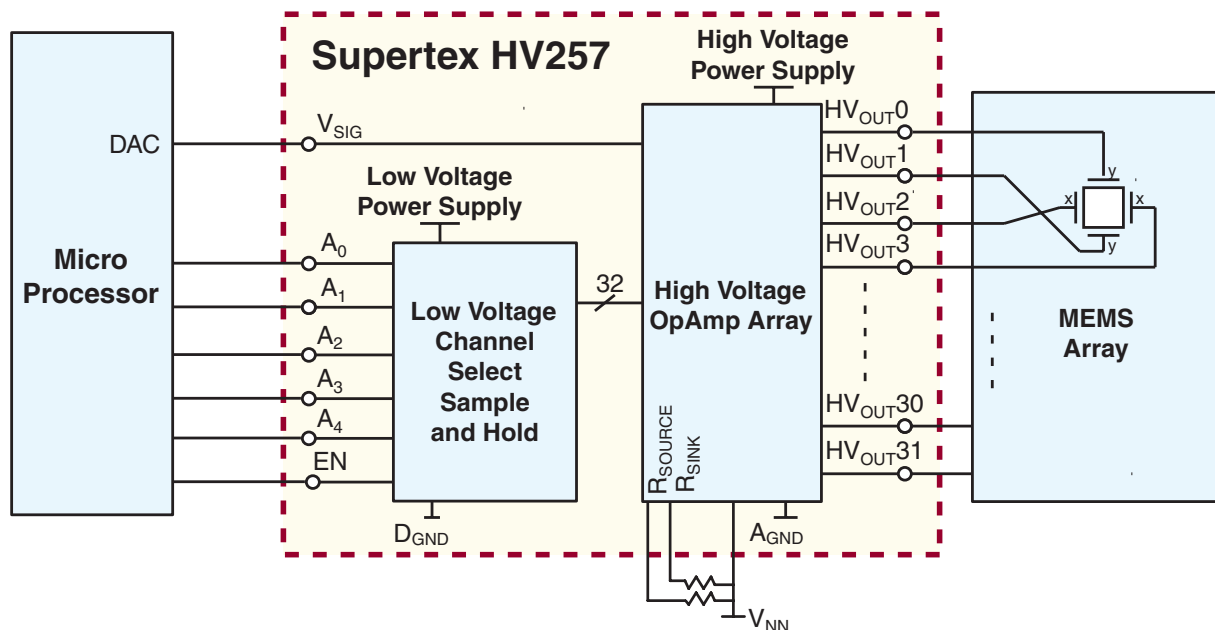 Supertex HV257
High Voltage
Power Supply
HV_OUT0
DAC
V_SIG
HV_OUT1
Low Voltage
Power Supply
HV_OUT2
HV_OUT3
y
x
x
y
Micro
Processor
A_0
A_1
A_2
A_3
A_4
EN
Low Voltage
Channel
Select
Sample
and Hold
32
High Voltage
OpAmp Array
MEMS
Array
HV_OUT30
HV_OUT31
R_SOURCE
R_SINK
D_GND
A_GND
V_NN